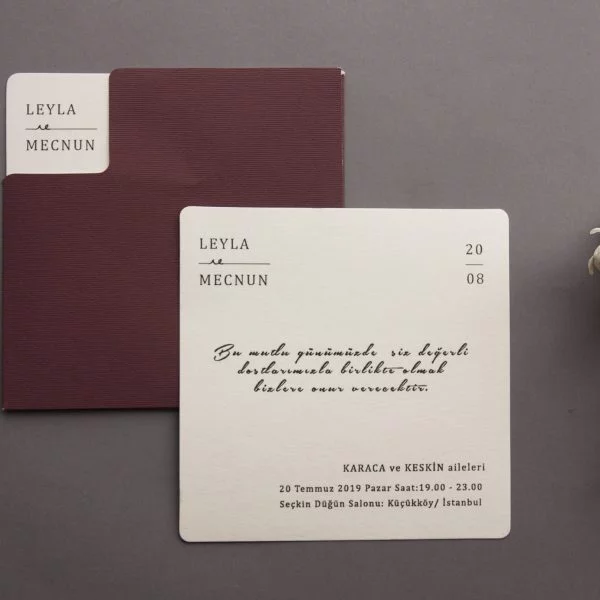 LEYLA
ve
MECNUN
LEYLA
ve
MECNUN
20
08
Bu mutlu günümüzde siz değerli
dostlarımızla birlikte olmak
bizlere onur verecektir.
KARACA ve KESKİN aileleri
20 Temmuz 2019 Pazar Saat:19.00 - 23.00
Seçkin Düğün Salonu: Küçükköy/ İstanbul